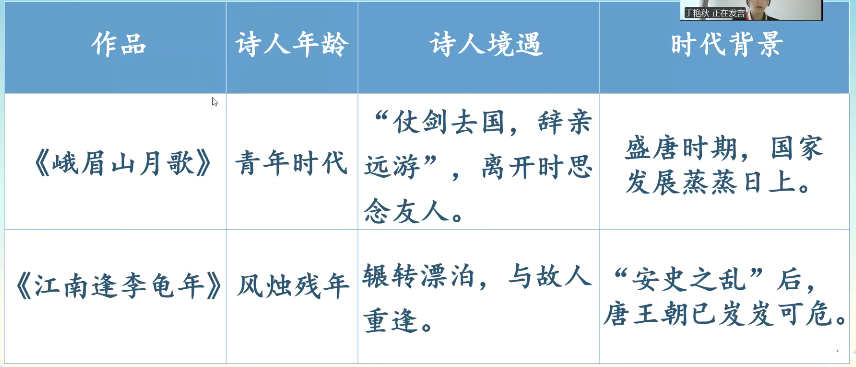 丁艳秋 正在发言
作品 诗人年龄 诗人境遇 时代背景
《峨眉山月歌》 青年时代 “仗剑去国，辞亲
远游”，离开时思
念友人。 盛唐时期，国家
发展蒸蒸日上。
《江南逢李龟年》 风烛残年 辗转漂泊，与故人
重逢。 “安史之乱”后，
唐王朝已岌岌可危。